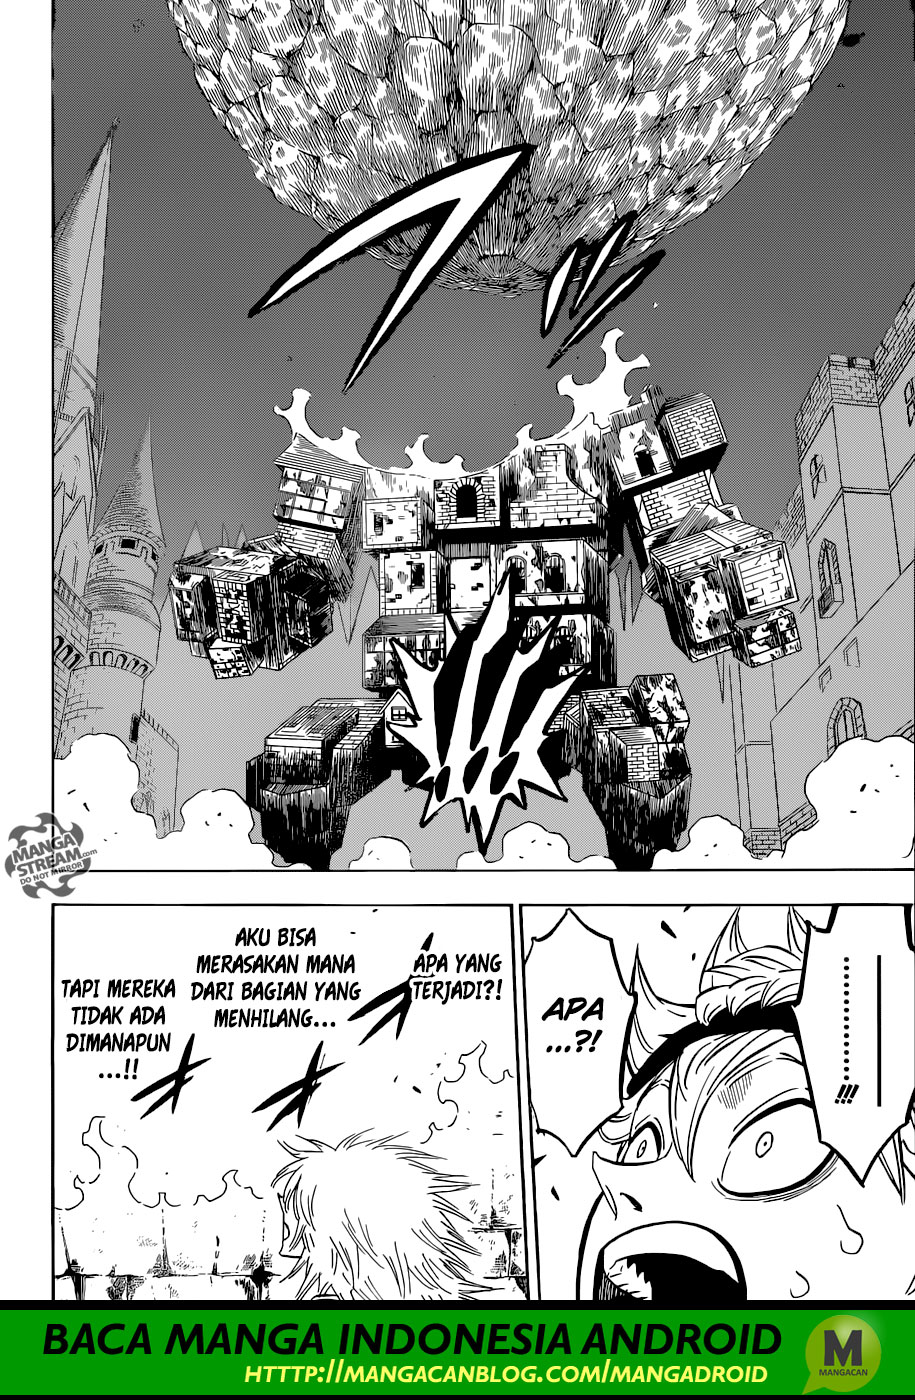 !!!
MANGA
STREAM.com
DO NOT MIRROR
...........!!!
APA
...?!
APA YANG
TERJADI?!
AKU BISA
MERASAKAN MANA
DARI BAGIAN YANG
MENHILANG...
TAPI MEREKA
TIDAK ADA
DIMANAPUN
...!!
BACA MANGA INDONESIA ANDROID
HTTTP://MANGACANBLOG.COM/MANGADROID
M
MANGACAN